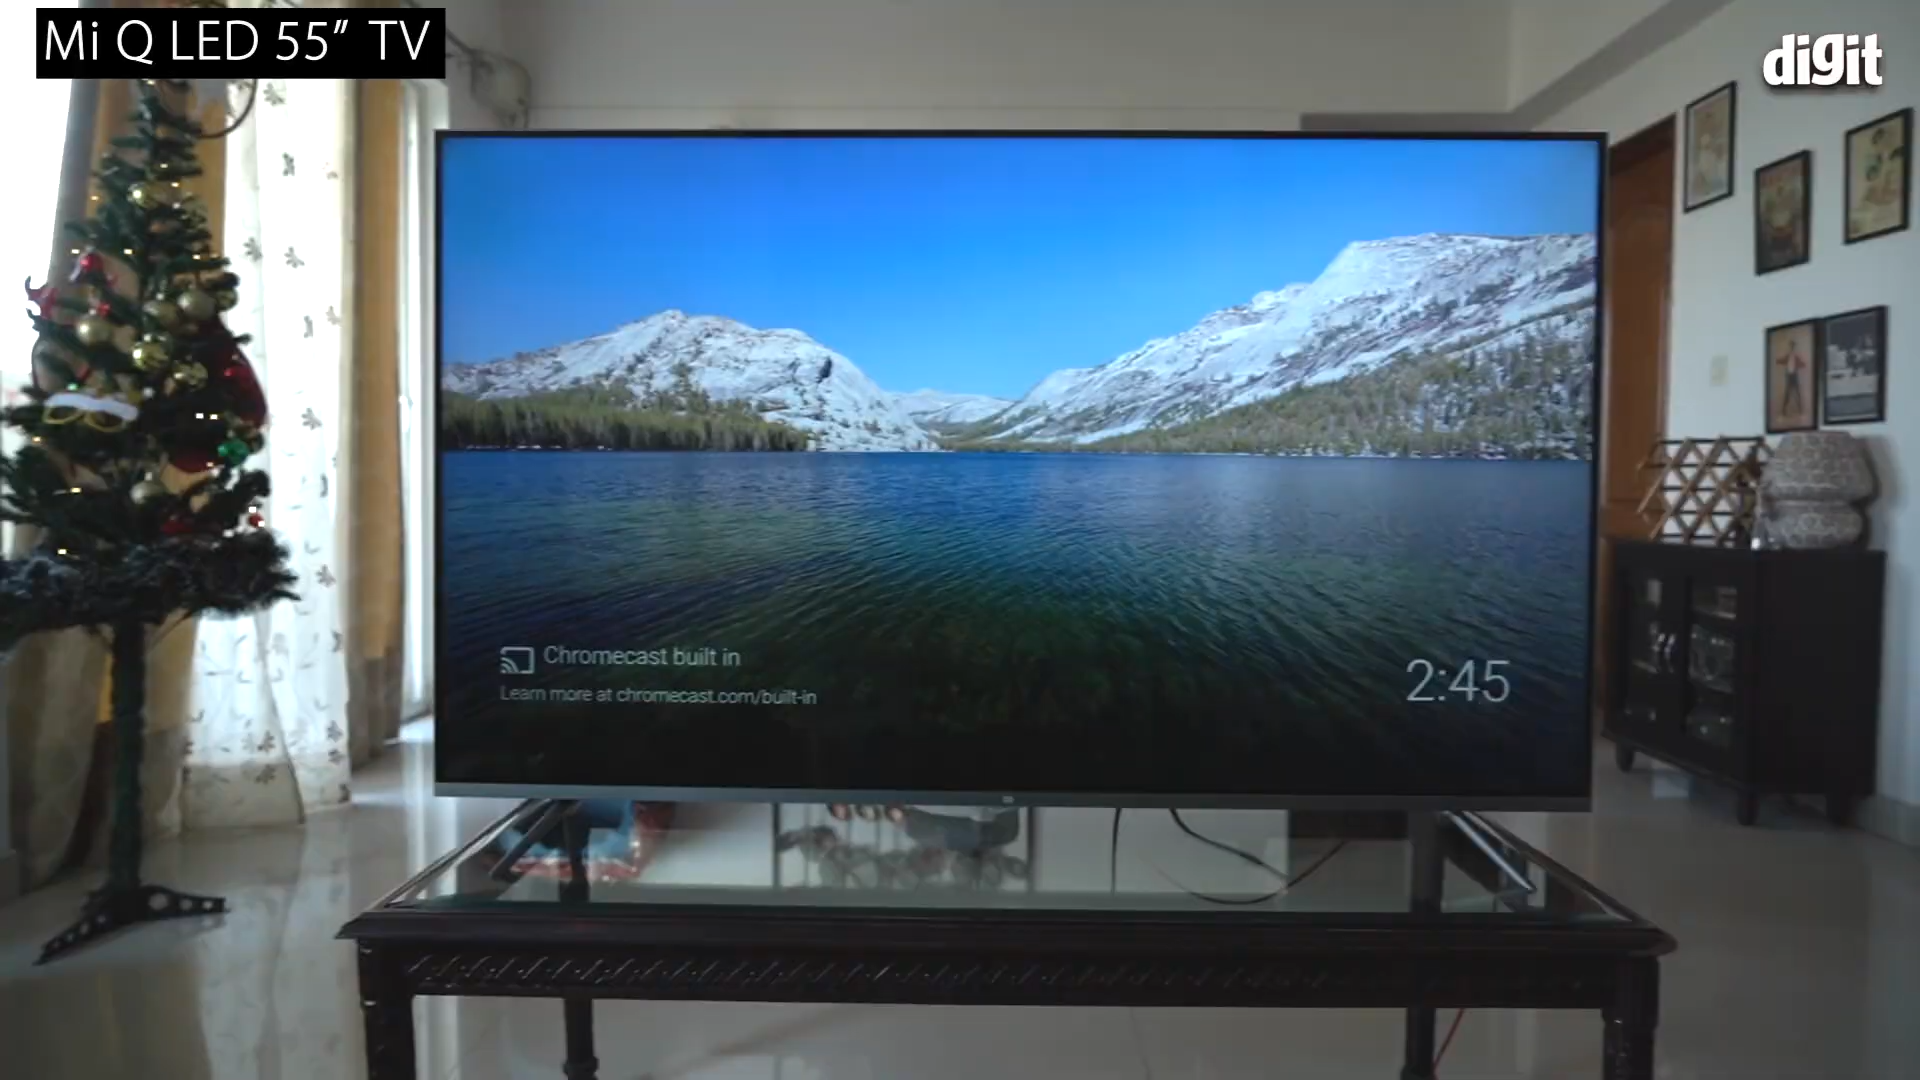 Mi Q LED 55” TV
digit
Chromecast built in
Learn more at chromecast.com/built-in
2:45